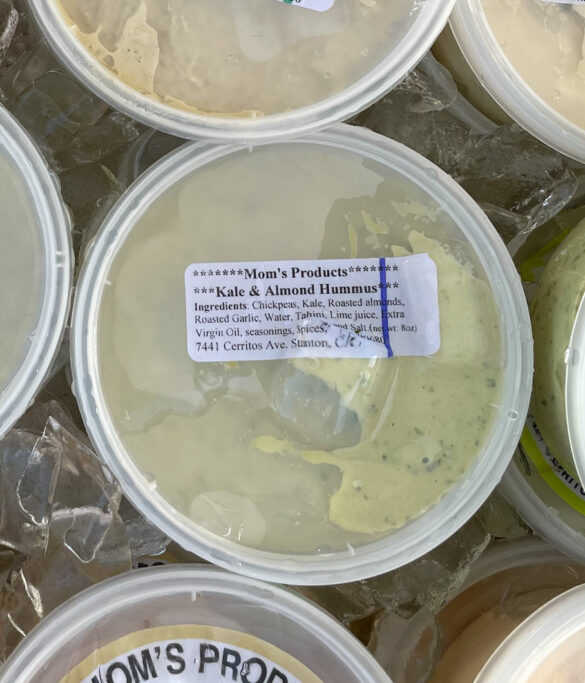 *******Mom's Products*******
***Kale & Almond Hummus***
Ingredients: Chickpeas, Kale, Roasted almonds,
Roasted Garlic, Water, Tahini, Lime juice, Extra
Virgin Oil, seasonings, Spices, and Salt.(net wt: 8oz)
7441 Cerritos Ave. Stanton,
MOM'S PROD